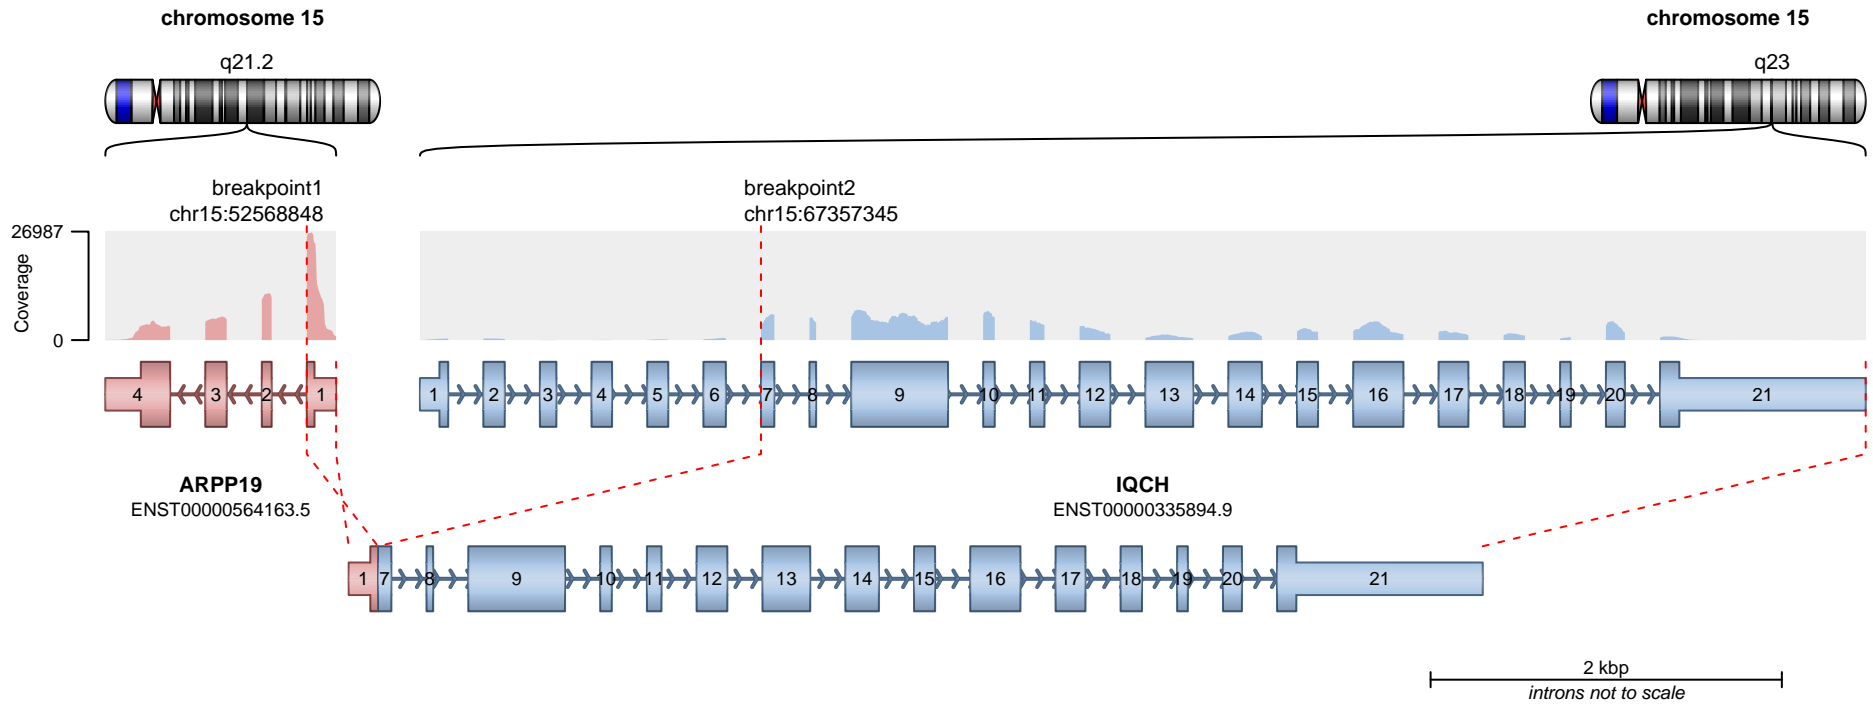 chromosome 15
chromosome 15
q21.2
q23
breakpoint1
chr15:52568848
breakpoint2
chr15:67357345
26987
0
Coverage
4 3 2 1
1 2 3 4 5 6 7 8 9 10 11 12 13 14 15 16 17 18 19 20 21
ARPP19
ENST00000564163.5
IQCH
ENST00000335894.9
1 7 8 9 10 11 12 13 14 15 16 17 18 19 20 21
2 kbp
introns not to scale